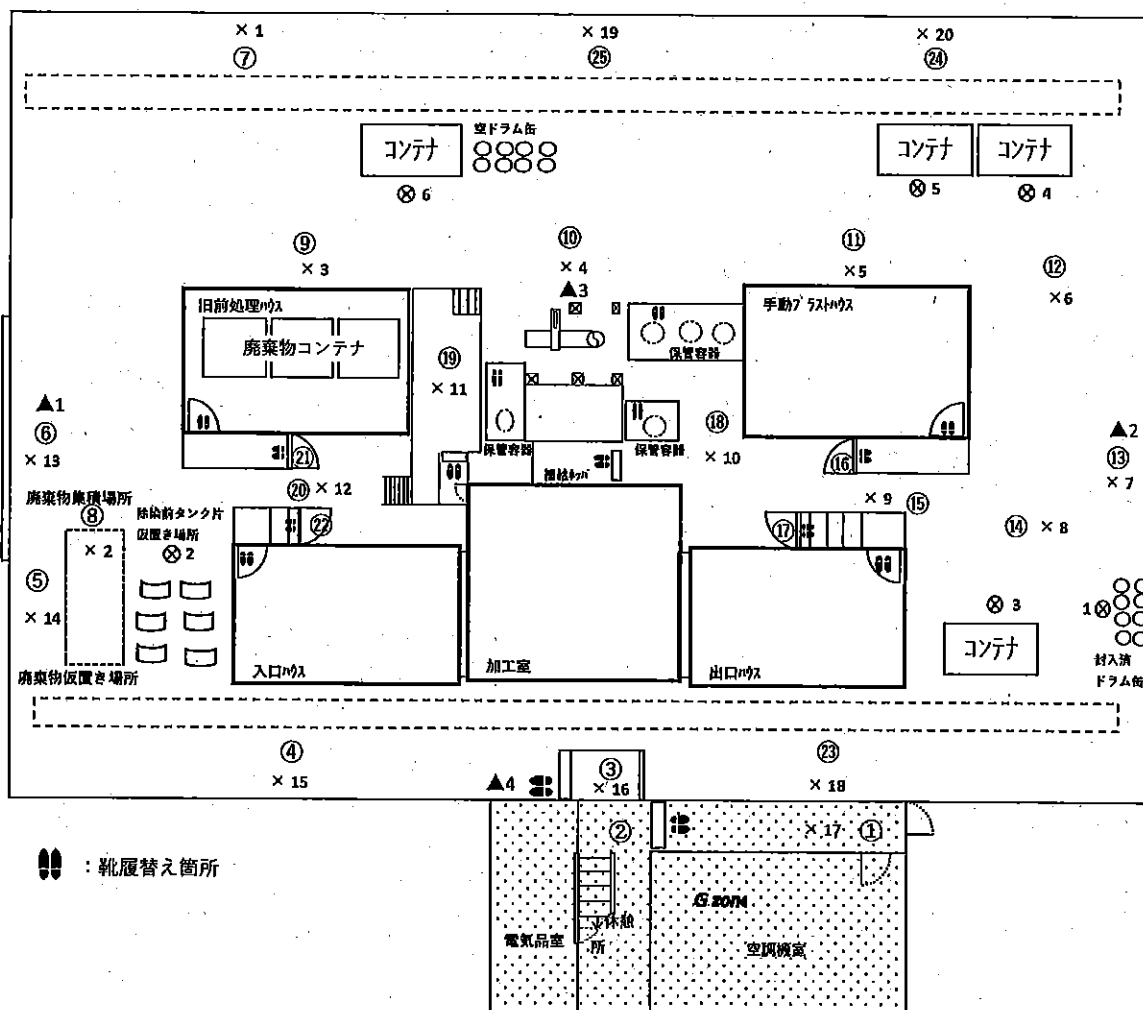 × 1
× 19
× 20
⑦
㉕
㉔
コンテナ
空ドラム缶
コンテナ
コンテナ
⊗ 6
⊗ 5
⊗ 4
⑨
⑩
⑪
⑫
× 3
× 4
× 5
× 6
▲3
旧前処理ハウス
手動ブラストハウス
廃棄物コンテナ
保管容器
⑲
× 11
▲1
⑥
× 13
⑱
▲2
⑬
× 7
保管容器
保管容器
× 10
㉑
⑯
⑳
× 12
× 9
⑮
廃棄物集積場所
⑧
除染前タンク片
仮置き場所
㉒
⑰
⑭
× 8
× 2
⊗ 2
⑤
× 14
⊗ 3
1 ⊗
コンテナ
封入済
ドラム缶
廃棄物仮置き場所
入口ハウス
加工室
出口ハウス
④
③
㉓
× 15
▲4
× 16
× 18
②
× 17
①
:靴履替え箇所
G zone
休憩
所
電気品室
空調機室